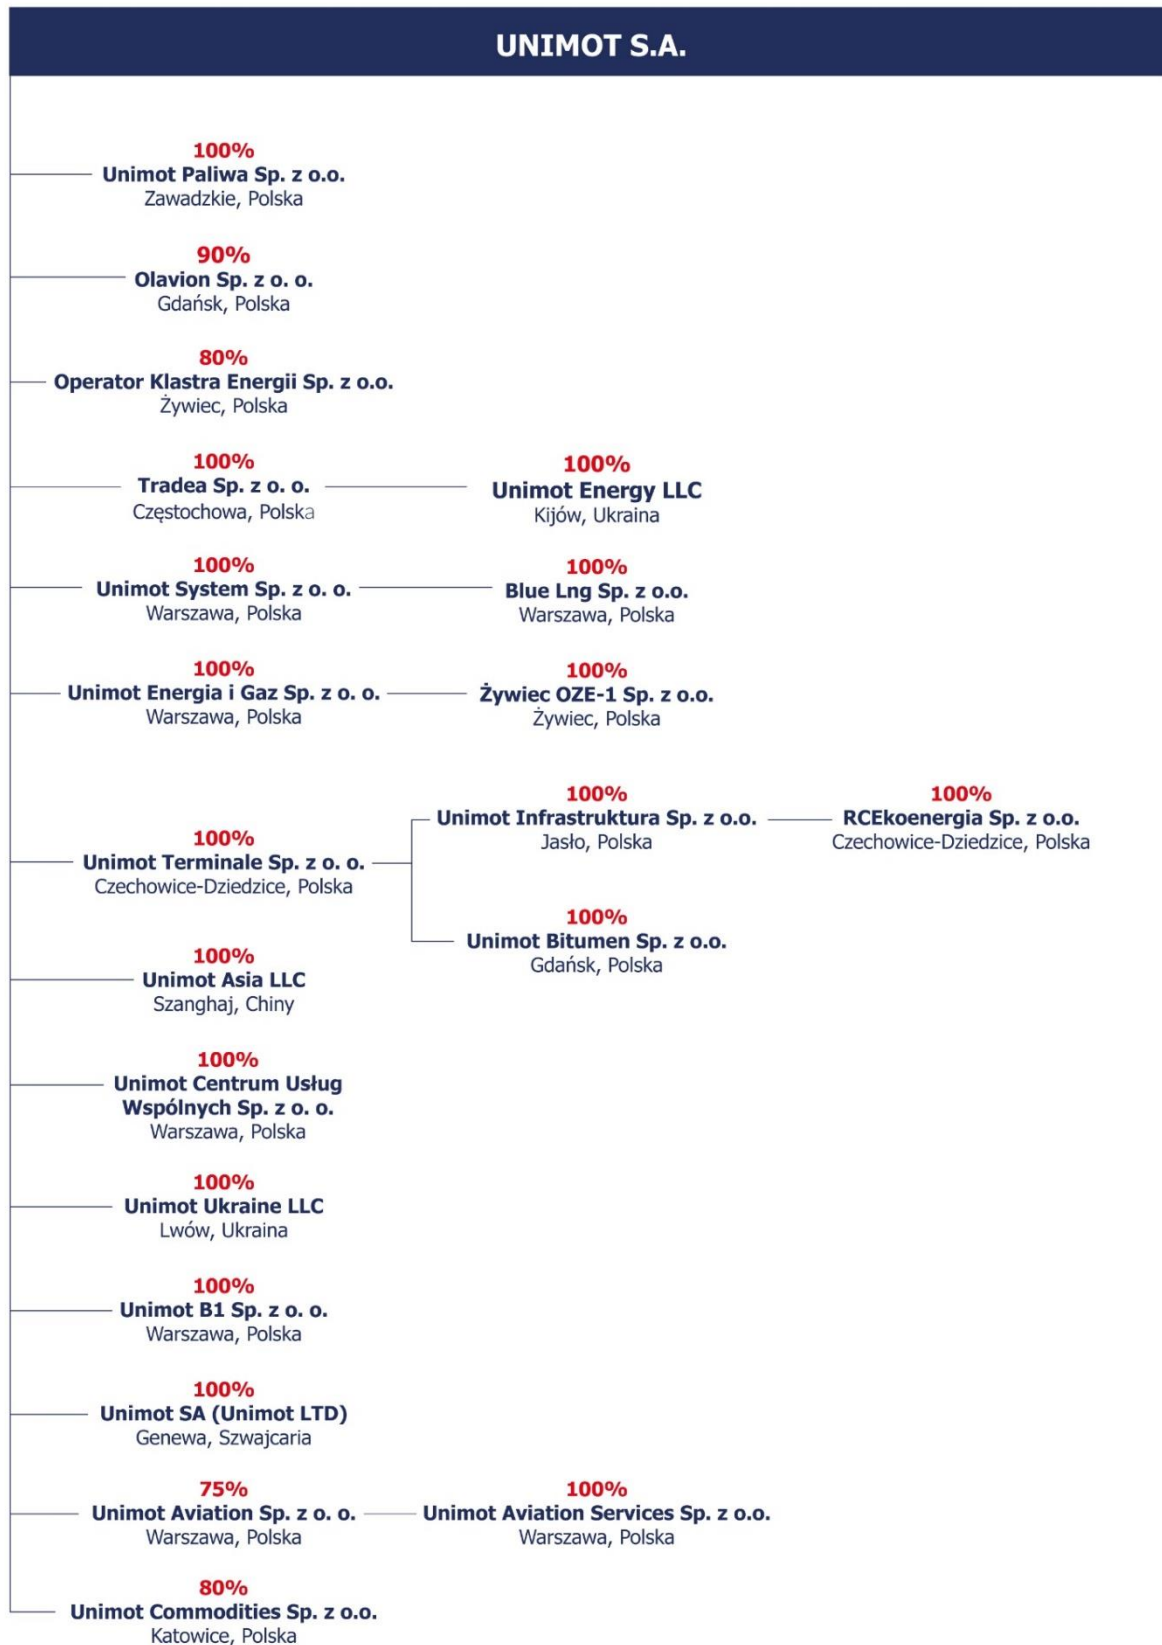 UNIMOT S.A.
100%
Unimot Paliwa Sp. z o.o.
Zawadzkie, Polska
90%
Olavion Sp. z o. o.
Gdańsk, Polska
80%
Operator Klastra Energii Sp. z o.o.
Żywiec, Polska
100%
Tradea Sp. z o. o.
Częstochowa, Polska
100%
Unimot Energy LLC
Kijów, Ukraina
100%
Unimot System Sp. z o. o.
Warszawa, Polska
100%
Blue Lng Sp. z o.o.
Warszawa, Polska
100%
Unimot Energia i Gaz Sp. z o. o.
Warszawa, Polska
100%
Żywiec OZE-1 Sp. z o.o.
Żywiec, Polska
100%
Unimot Terminale Sp. z o. o.
Czechowice-Dziedzice, Polska
100%
Unimot Infrastruktura Sp. z o.o.
Jasło, Polska
100%
RCEkoenergia Sp. z o.o.
Czechowice-Dziedzice, Polska
100%
Unimot Bitumen Sp. z o.o.
Gdańsk, Polska
100%
Unimot Asia LLC
Szanghaj, Chiny
100%
Unimot Centrum Usług
Wspólnych Sp. z o. o.
Warszawa, Polska
100%
Unimot Ukraine LLC
Lwów, Ukraina
100%
Unimot B1 Sp. z o. o.
Warszawa, Polska
100%
Unimot SA (Unimot LTD)
Genewa, Szwajcaria
75%
Unimot Aviation Sp. z o. o.
Warszawa, Polska
100%
Unimot Aviation Services Sp. z o.o.
Warszawa, Polska
80%
Unimot Commodities Sp. z o.o.
Katowice, Polska